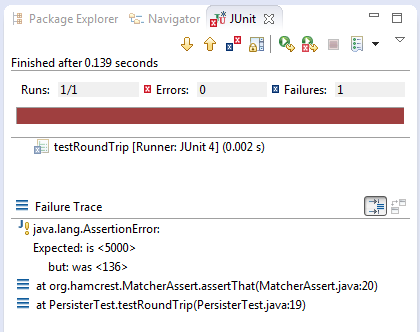 Package Explorer Navigator JUnit
Finished after 0.139 seconds
Runs: 1/1 Errors: 0 Failures: 1
testRoundTrip [Runner: JUnit 4] (0.002 s)
Failure Trace
java.lang.AssertionError:
Expected: is <5000>
but: was <136>
at org.hamcrest.MatcherAssert.assertThat(MatcherAssert.java:20)
at PersisterTest.testRoundTrip(PersisterTest.java:19)